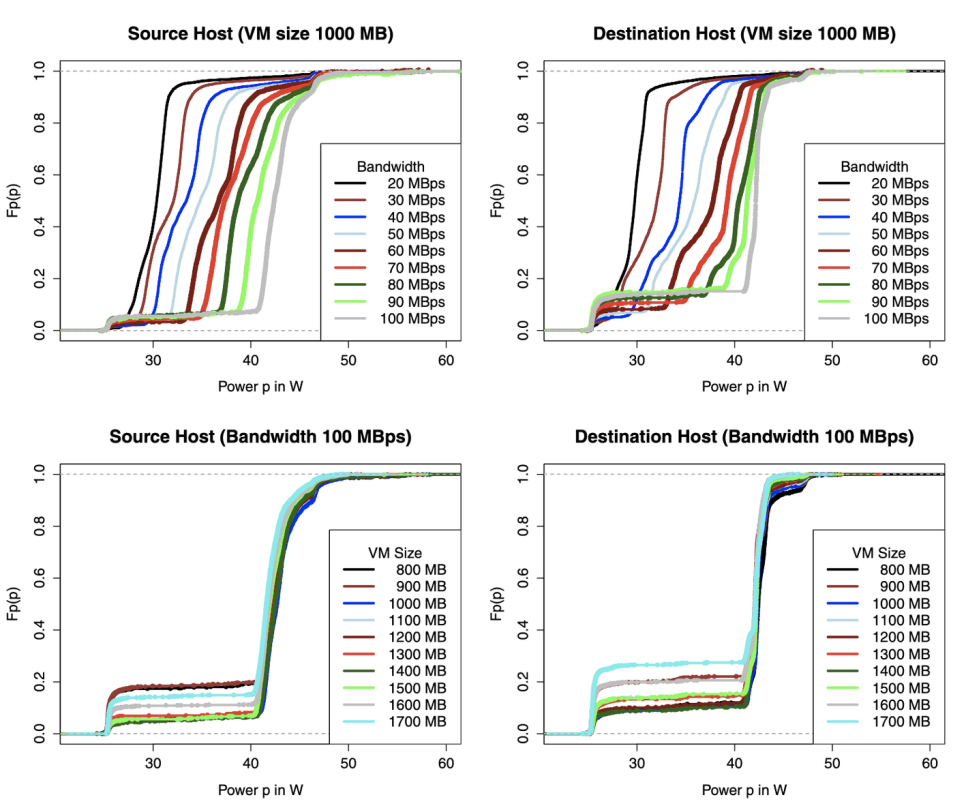 Source Host (VM size 1000 MB)
Fp(p)
0.0 0.2 0.4 0.6 0.8 1.0
Bandwidth
20 MBps
30 MBps
40 MBps
50 MBps
60 MBps
70 MBps
80 MBps
90 MBps
100 MBps
30 40 50 60
Power p in W
Destination Host (VM size 1000 MB)
Fp(p)
0.0 0.2 0.4 0.6 0.8 1.0
Bandwidth
20 MBps
30 MBps
40 MBps
50 MBps
60 MBps
70 MBps
80 MBps
90 MBps
100 MBps
30 40 50 60
Power p in W
Source Host (Bandwidth 100 MBps)
Fp(p)
0.0 0.2 0.4 0.6 0.8 1.0
VM Size
800 MB
900 MB
1000 MB
1100 MB
1200 MB
1300 MB
1400 MB
1500 MB
1600 MB
1700 MB
30 40 50 60
Power p in W
Destination Host (Bandwidth 100 MBps)
Fp(p)
0.0 0.2 0.4 0.6 0.8 1.0
VM Size
800 MB
900 MB
1000 MB
1100 MB
1200 MB
1300 MB
1400 MB
1500 MB
1600 MB
1700 MB
30 40 50 60
Power p in W